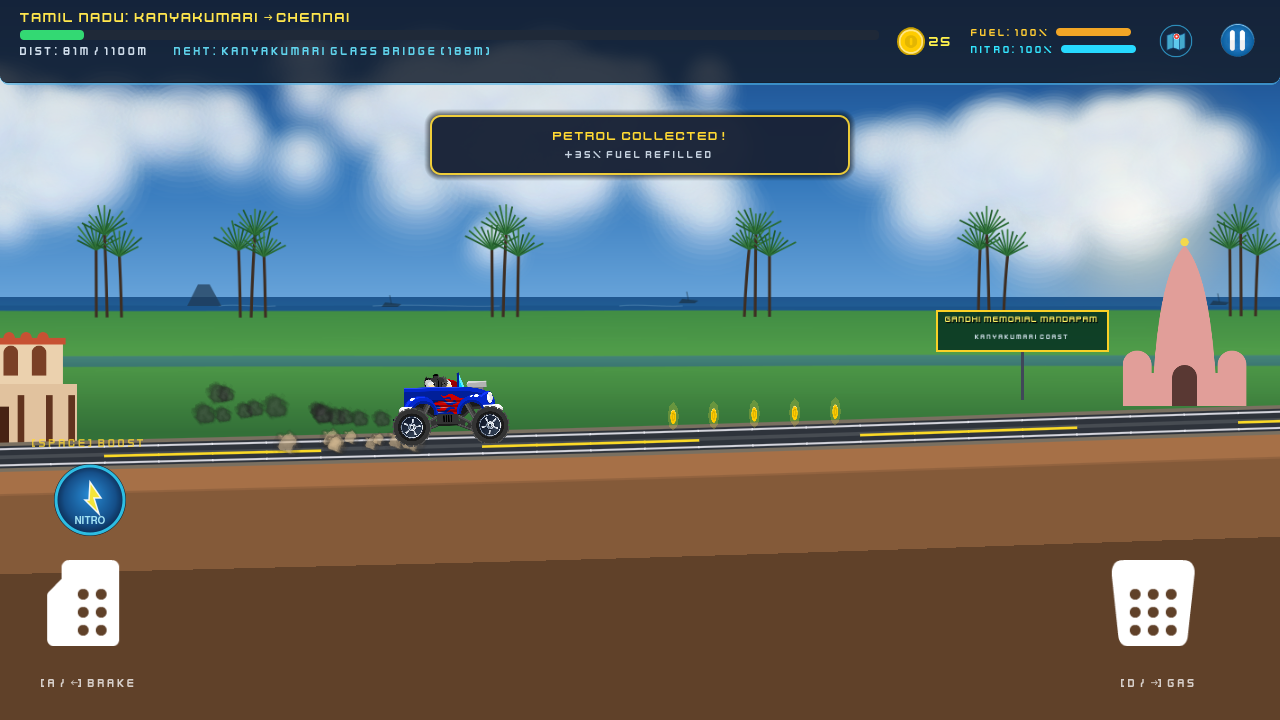 TAMIL NADU: KANYAKUMARI → CHENNAI
DIST: 81M / 1100M
NEXT: KANYAKUMARI GLASS BRIDGE (188M)
25
FUEL: 100%
NITRO: 100%
PETROL COLLECTED!
+35% FUEL REFILLED
GANDHI MEMORIAL MANDAPAM
KANYAKUMARI COAST
[SPACE] BOOST
NITRO
[A / ←] BRAKE
[D / →] GAS